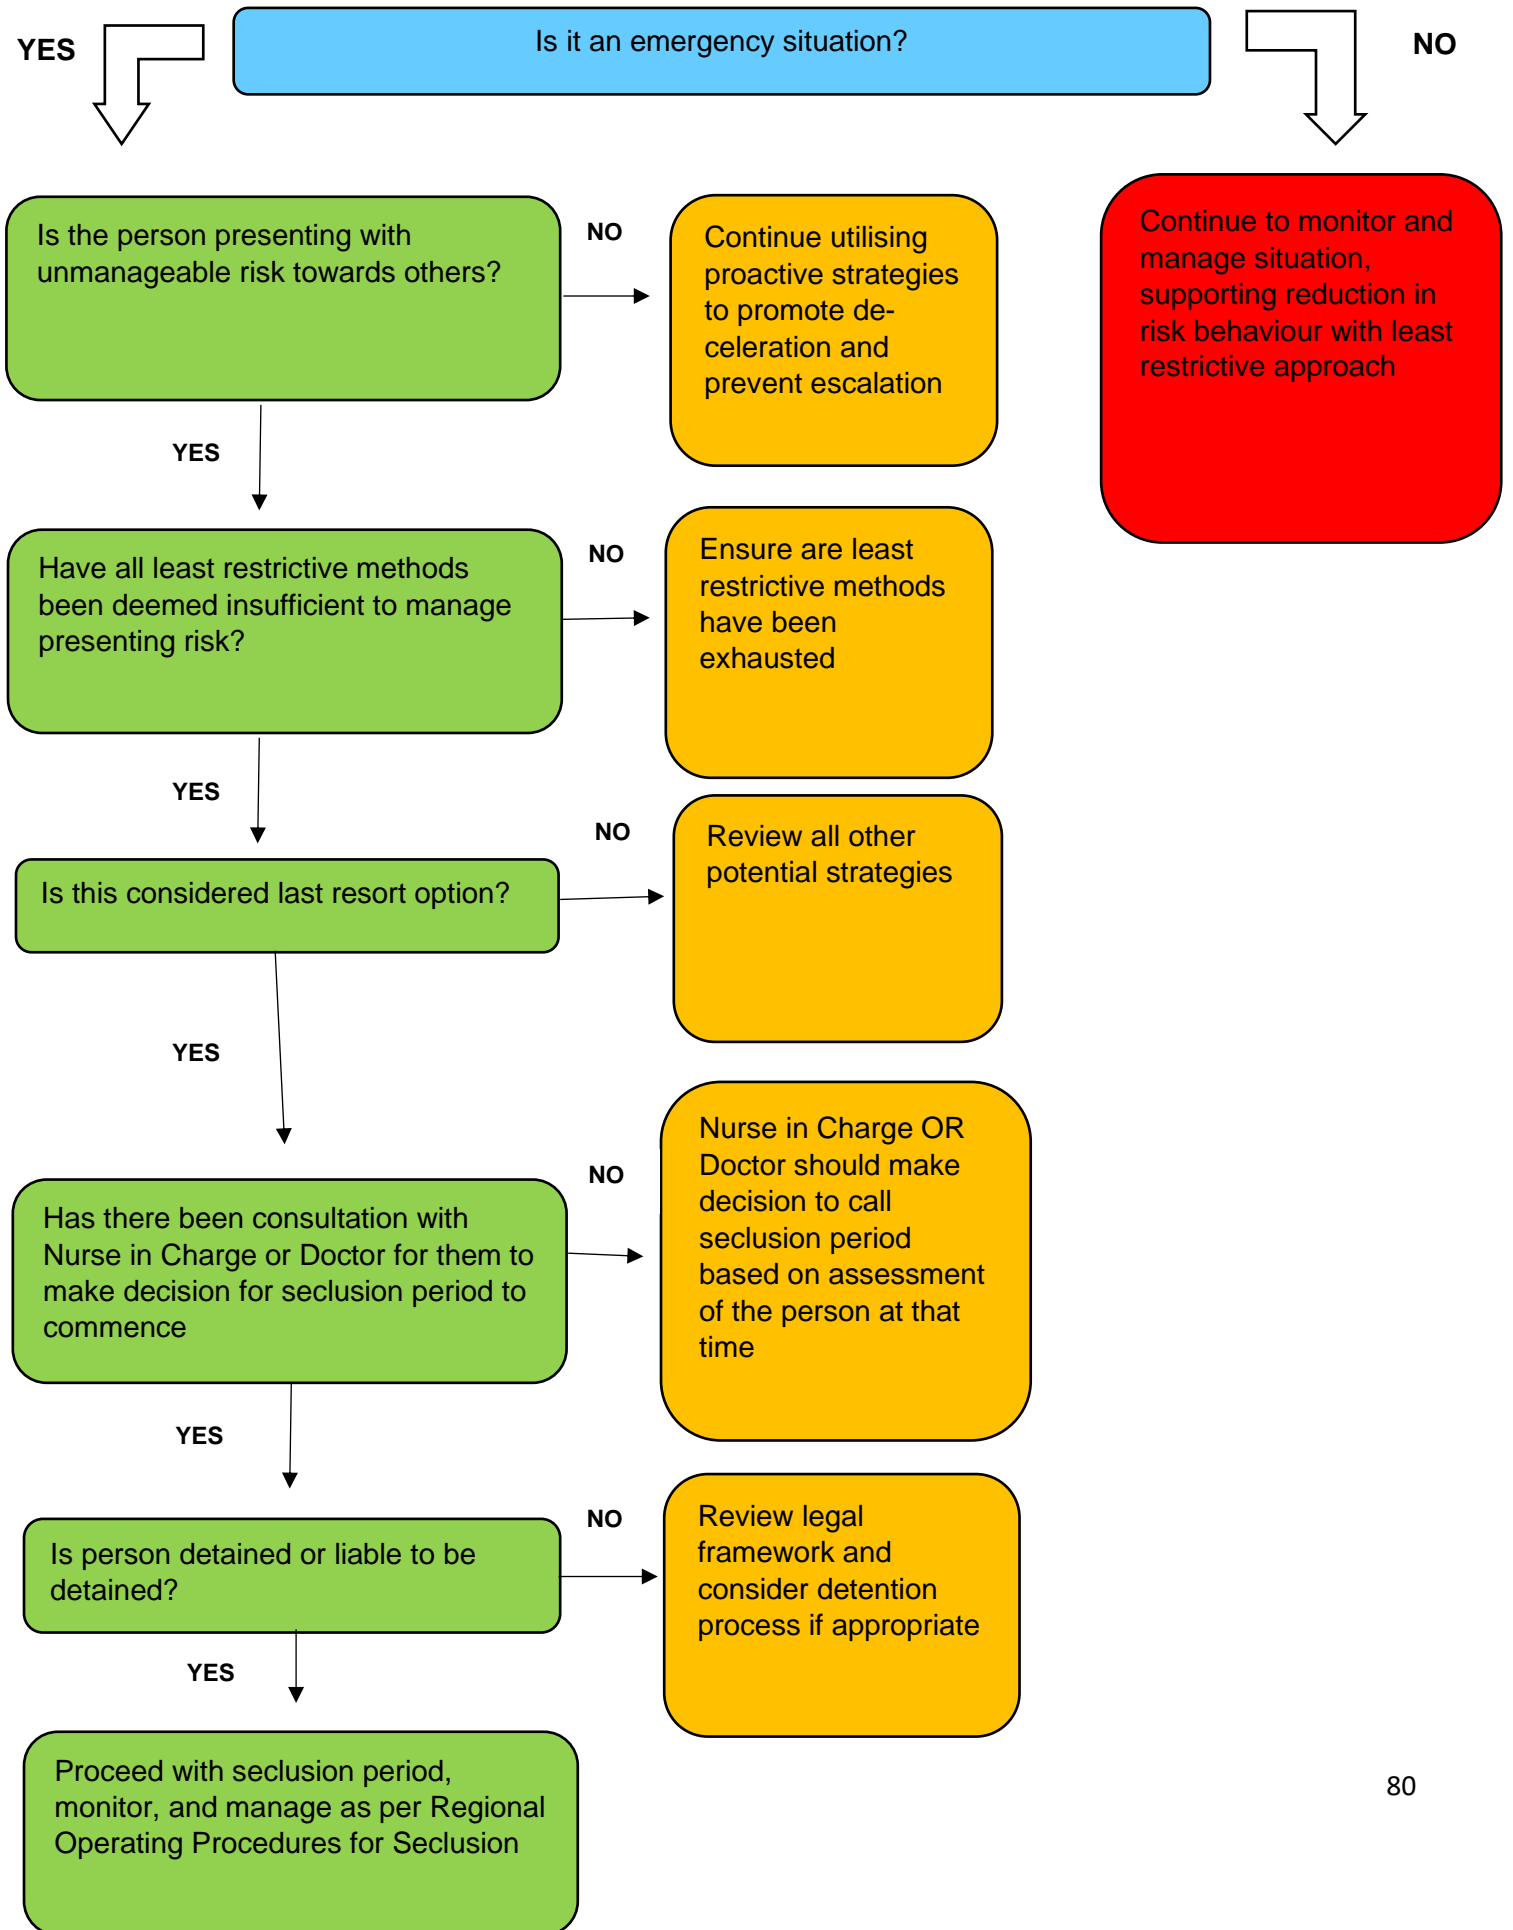 Is it an emergency situation?
YES
NO
Is the person presenting with
unmanageable risk towards others?
NO
Continue utilising
proactive strategies
to promote de-
celeration and
prevent escalation
Continue to monitor and
manage situation,
supporting reduction in
risk behaviour with least
restrictive approach
YES
Have all least restrictive methods
been deemed insufficient to manage
presenting risk?
NO
Ensure are least
restrictive methods
have been
exhausted
YES
Is this considered last resort option?
NO
Review all other
potential strategies
YES
Has there been consultation with
Nurse in Charge or Doctor for them to
make decision for seclusion period to
commence
NO
Nurse in Charge OR
Doctor should make
decision to call
seclusion period
based on assessment
of the person at that
time
YES
Is person detained or liable to be
detained?
NO
Review legal
framework and
consider detention
process if appropriate
YES
Proceed with seclusion period,
monitor, and manage as per Regional
Operating Procedures for Seclusion
80